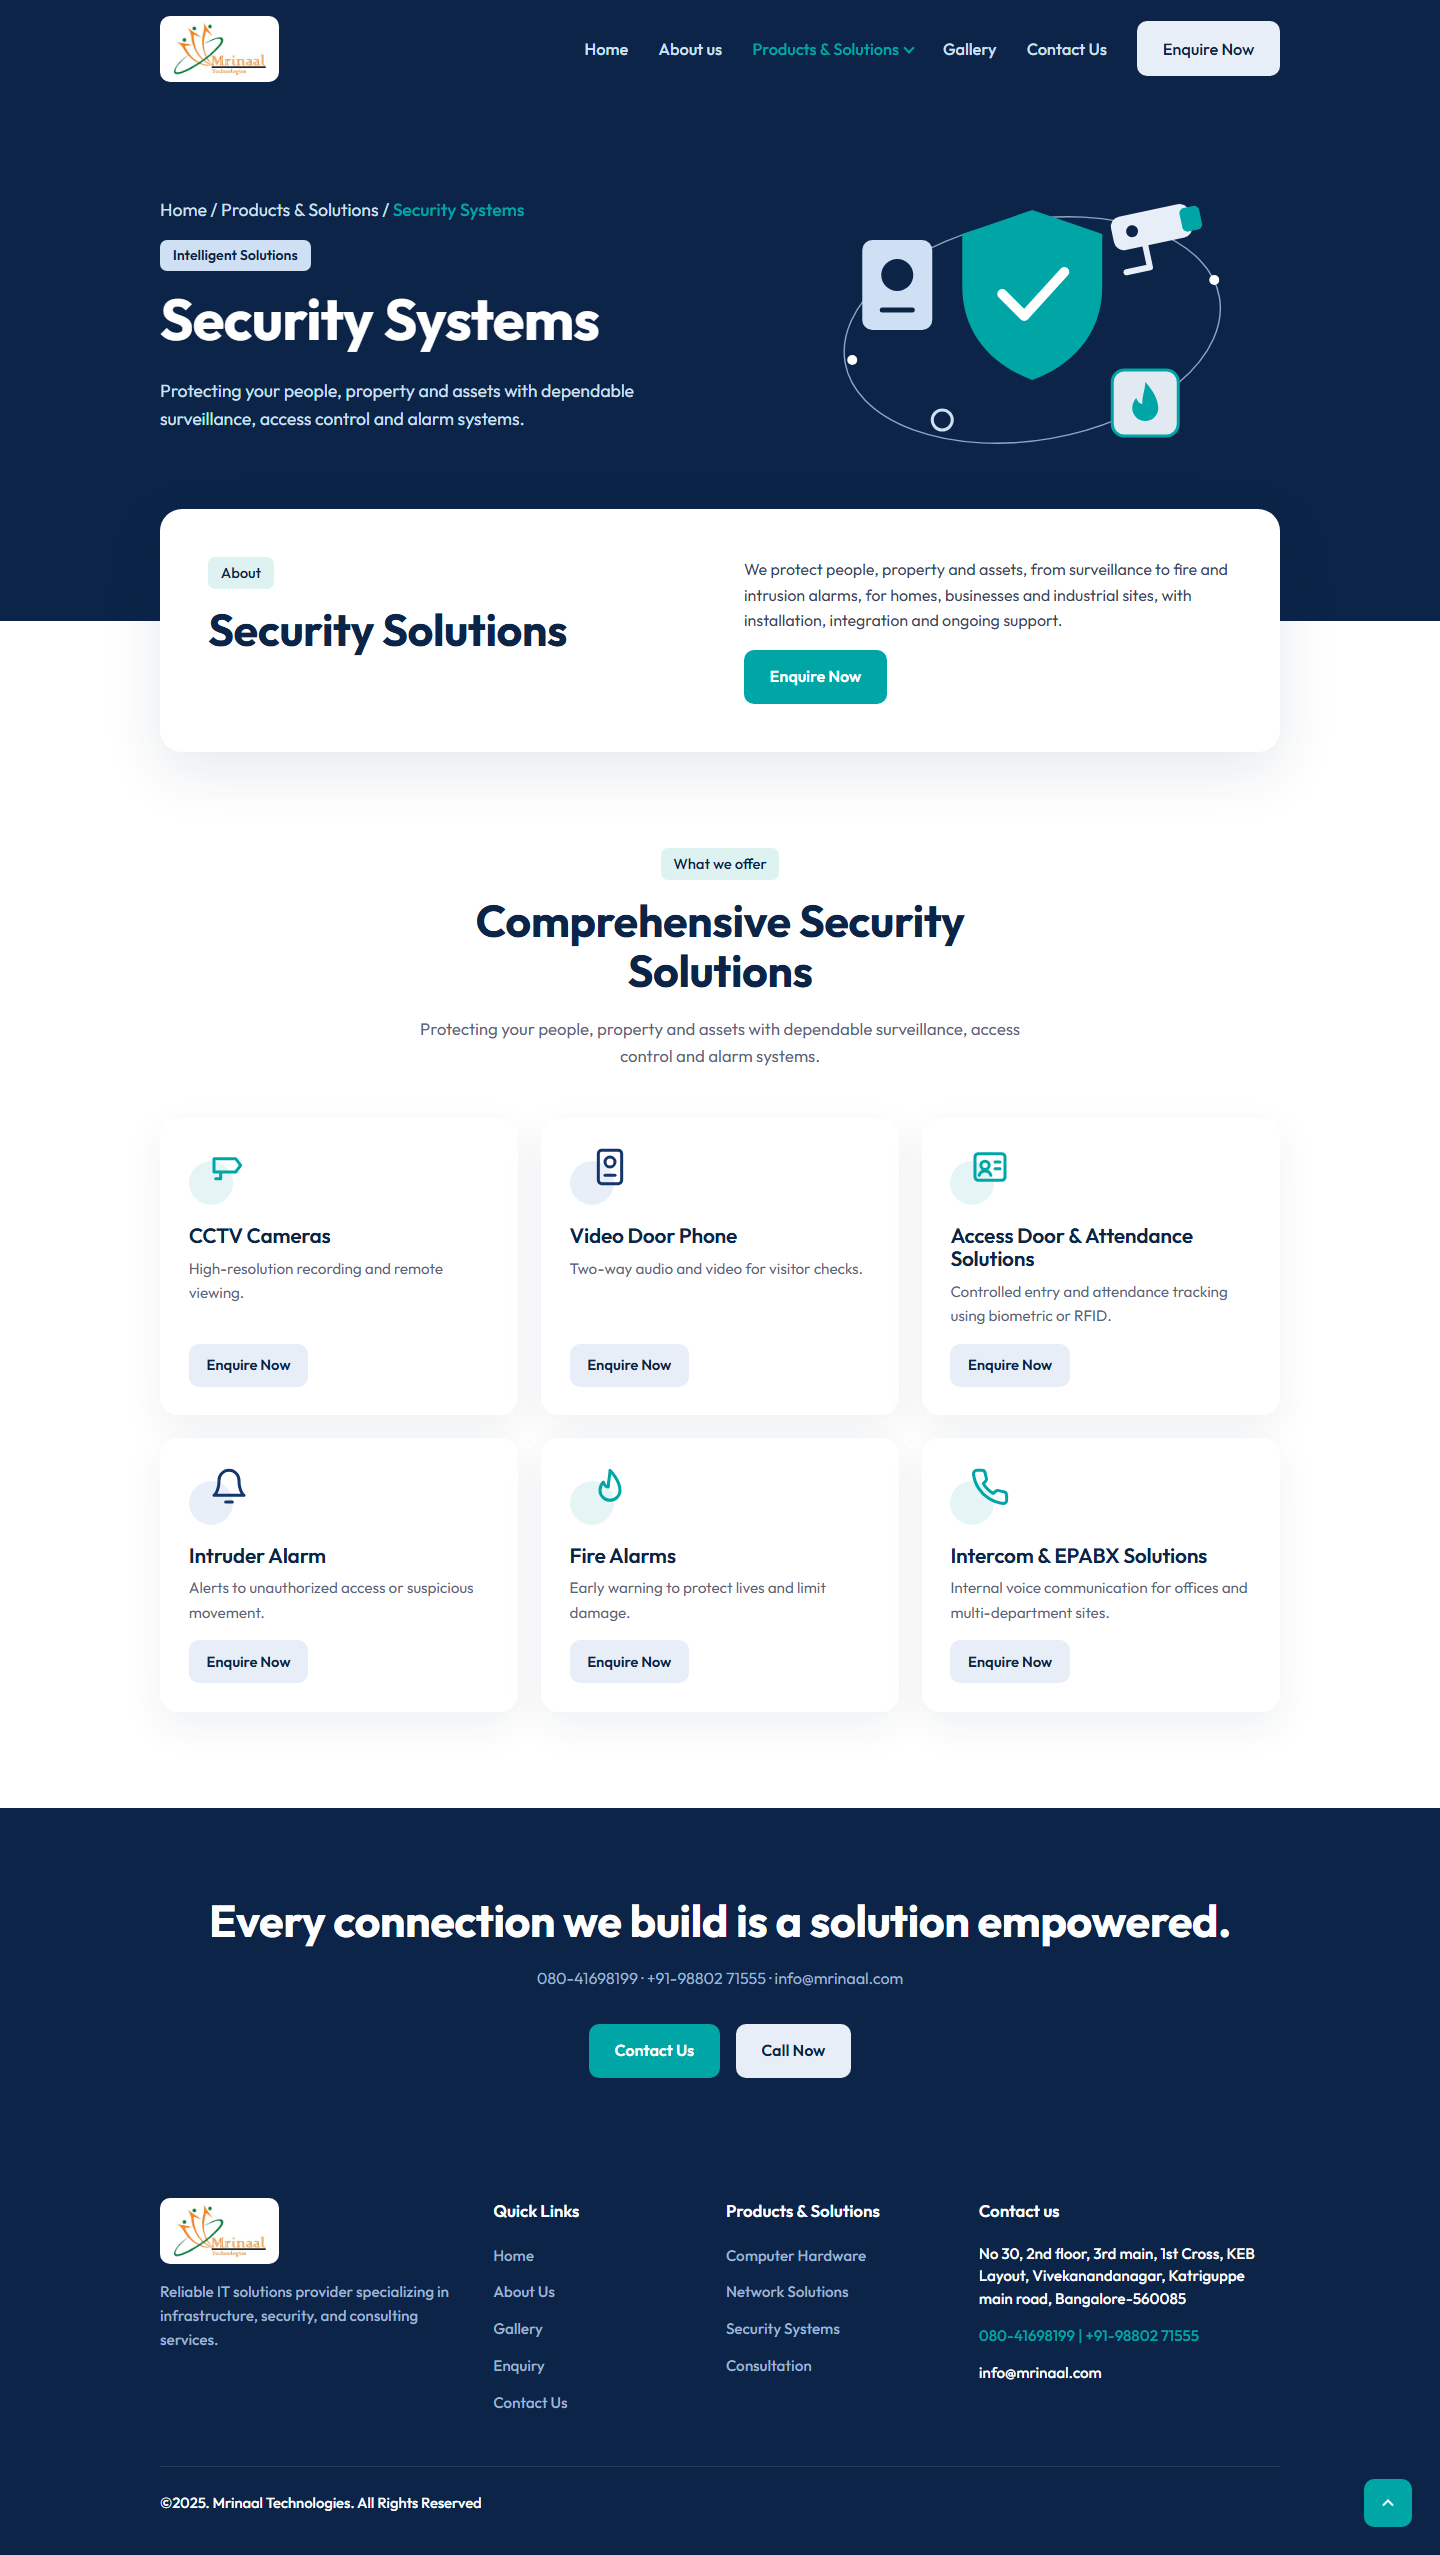 Mrinaal
Technologies
Home
About us
Products & Solutions
Gallery
Contact Us
Enquire Now
Home / Products & Solutions / Security Systems
Intelligent Solutions
Security Systems
Protecting your people, property and assets with dependable
surveillance, access control and alarm systems.
About
Security Solutions
We protect people, property and assets, from surveillance to fire and
intrusion alarms, for homes, businesses and industrial sites, with
installation, integration and ongoing support.
Enquire Now
What we offer
Comprehensive Security
Solutions
Protecting your people, property and assets with dependable surveillance, access
control and alarm systems.
CCTV Cameras
High-resolution recording and remote
viewing.
Enquire Now
Video Door Phone
Two-way audio and video for visitor checks.
Enquire Now
Access Door & Attendance
Solutions
Controlled entry and attendance tracking
using biometric or RFID.
Enquire Now
Intruder Alarm
Alerts to unauthorized access or suspicious
movement.
Enquire Now
Fire Alarms
Early warning to protect lives and limit
damage.
Enquire Now
Intercom & EPABX Solutions
Internal voice communication for offices and
multi-department sites.
Enquire Now
Every connection we build is a solution empowered.
080-41698199 · +91-98802 71555 · info@mrinaal.com
Contact Us
Call Now
Mrinaal
Technologies
Reliable IT solutions provider specializing in
infrastructure, security, and consulting
services.
Quick Links
Home
About Us
Gallery
Enquiry
Contact Us
Products & Solutions
Computer Hardware
Network Solutions
Security Systems
Consultation
Contact us
No 30, 2nd floor, 3rd main, 1st Cross, KEB
Layout, Vivekanandanagar, Katriguppe
main road, Bangalore-560085
080-41698199 | +91-98802 71555
info@mrinaal.com
©2025. Mrinaal Technologies. All Rights Reserved